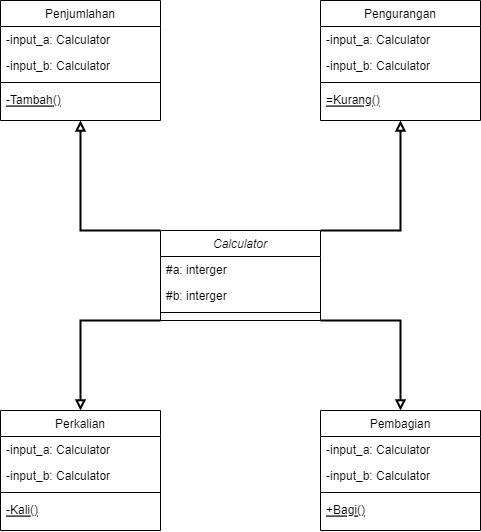 Penjumlahan
-input_a: Calculator
-input_b: Calculator
-Tambah()
Pengurangan
-input_a: Calculator
-input_b: Calculator
=Kurang()
Calculator
#a: interger
#b: interger
Perkalian
-input_a: Calculator
-input_b: Calculator
-Kali()
Pembagian
-input_a: Calculator
-input_b: Calculator
+Bagi()